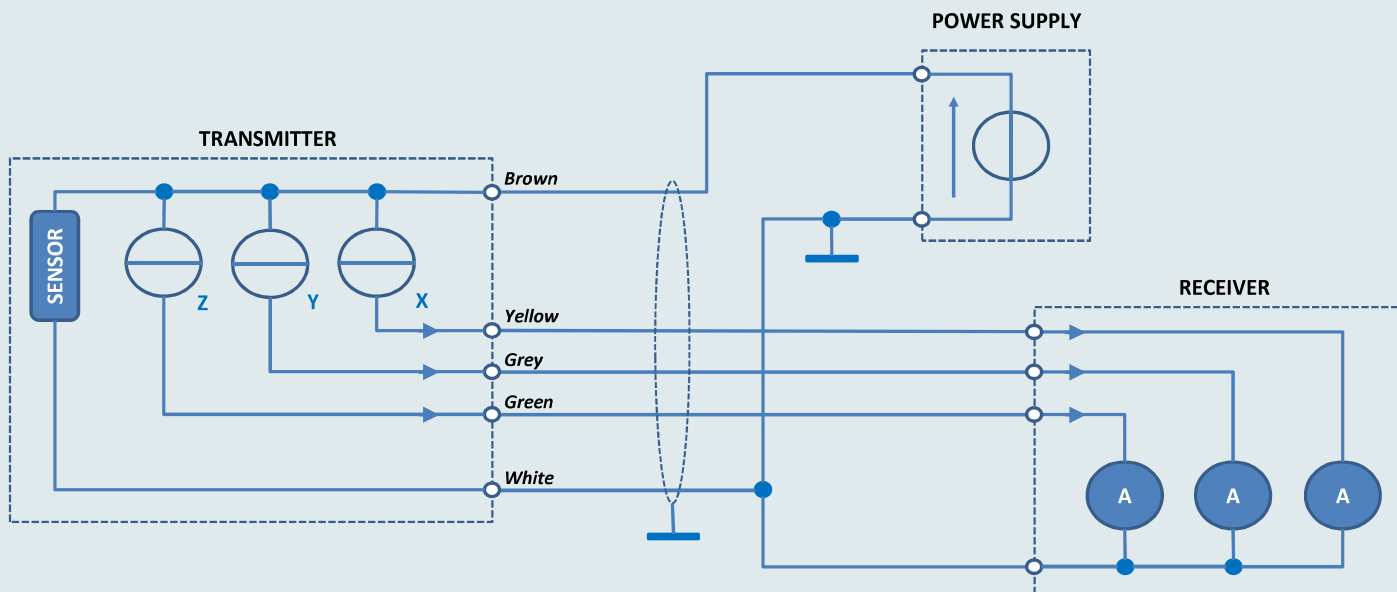 POWER SUPPLY
TRANSMITTER
Brown
SENSOR
Z
Y
X
Yellow
RECEIVER
Grey
Green
White
A
A
A